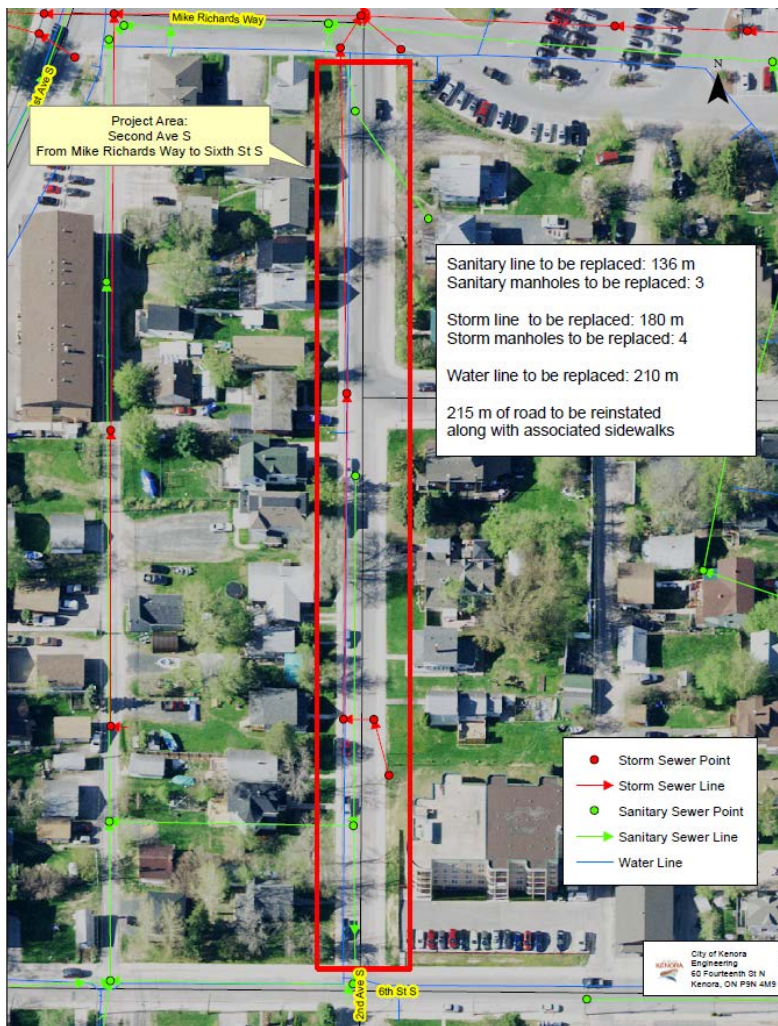 Mike Richards Way
1st Ave S
N
Project Area:
Second Ave S
From Mike Richards Way to Sixth St S
Sanitary line to be replaced: 136 m
Sanitary manholes to be replaced: 3
Storm line to be replaced: 180 m
Storm manholes to be replaced: 4
Water line to be replaced: 210 m
215 m of road to be reinstated
along with associated sidewalks
Storm Sewer Point
Storm Sewer Line
Sanitary Sewer Point
Sanitary Sewer Line
Water Line
KENORA
City of Kenora
Engineering
60 Fourteenth St N
Kenora, ON P9N 4M9
2nd Ave S
6th St S